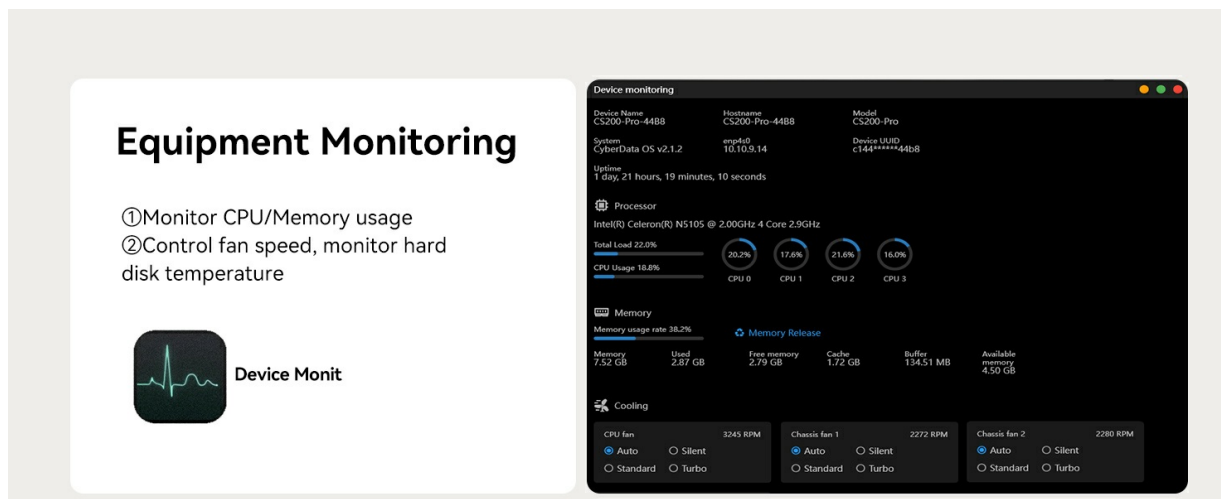 Equipment Monitoring
①Monitor CPU/Memory usage
②Control fan speed, monitor hard
disk temperature
Device Monit
Device monitoring
Device Name Hostname Model
CS200-Pro-44B8 CS200-Pro-44B8 CS200-Pro
System enp4s0 Device UUID
CyberData OS v2.1.2 10.10.9.14 c144******44b8
Uptime
1 day, 21 hours, 19 minutes, 10 seconds
Processor
Intel(R) Celeron(R) N5105 @ 2.00GHz 4 Core 2.9GHz
Total Load 22.0%
20.2% 17.6% 21.6% 16.0%
CPU Usage 18.8%
CPU 0 CPU 1 CPU 2 CPU 3
Memory
Memory usage rate 38.2% Memory Release
Memory Used Free memory Cache Buffer Available
memory
7.52 GB 2.87 GB 2.79 GB 1.72 GB 134.51 MB 4.50 GB
Cooling
CPU fan 3245 RPM Chassis fan 1 2272 RPM Chassis fan 2 2280 RPM
Auto Silent Auto Silent Auto Silent
Standard Turbo Standard Turbo Standard Turbo